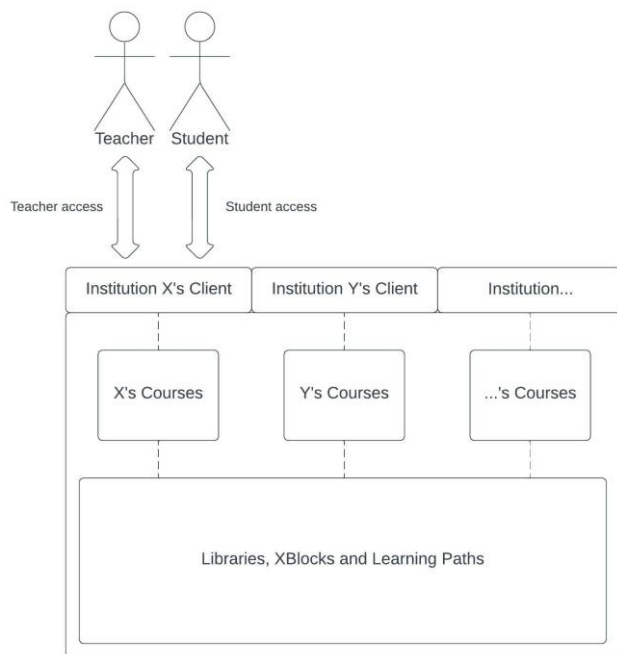 Teacher
Student
Teacher access
Student access
Institution X's Client
Institution Y's Client
Institution...
X's Courses
Y's Courses
...'s Courses
Libraries, XBlocks and Learning Paths